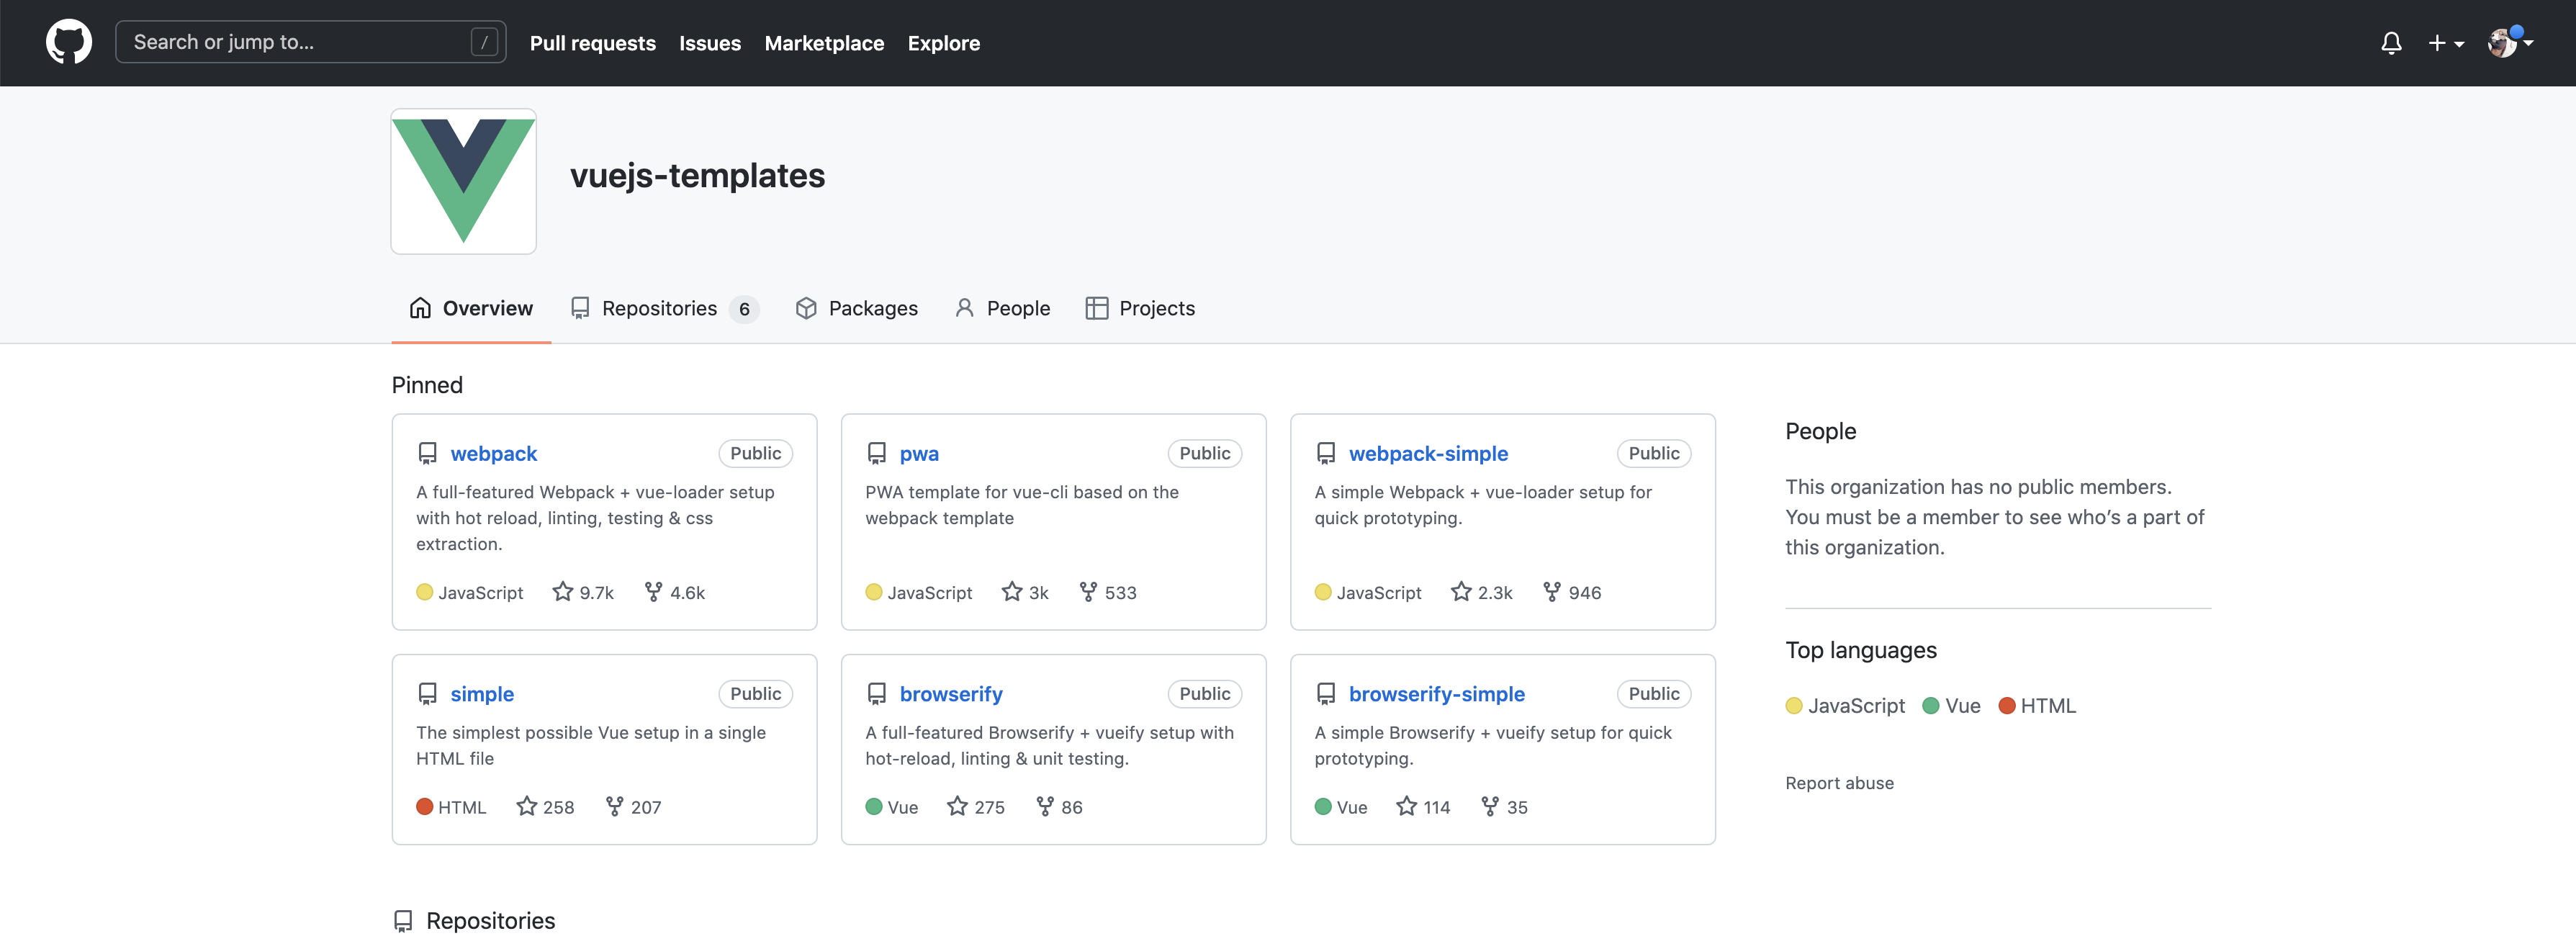 Search or jump to... /
Pull requests Issues Marketplace Explore
vuejs-templates
Overview Repositories 6 Packages People Projects
Pinned
webpack Public
A full-featured Webpack + vue-loader setup
with hot reload, linting, testing & css
extraction.
JavaScript 9.7k 4.6k
pwa Public
PWA template for vue-cli based on the
webpack template
JavaScript 3k 533
webpack-simple Public
A simple Webpack + vue-loader setup for
quick prototyping.
JavaScript 2.3k 946
simple Public
The simplest possible Vue setup in a single
HTML file
HTML 258 207
browserify Public
A full-featured Browserify + vueify setup with
hot-reload, linting & unit testing.
Vue 275 86
browserify-simple Public
A simple Browserify + vueify setup for quick
prototyping.
Vue 114 35
People
This organization has no public members.
You must be a member to see who’s a part of
this organization.
Top languages
JavaScript Vue HTML
Report abuse
Repositories